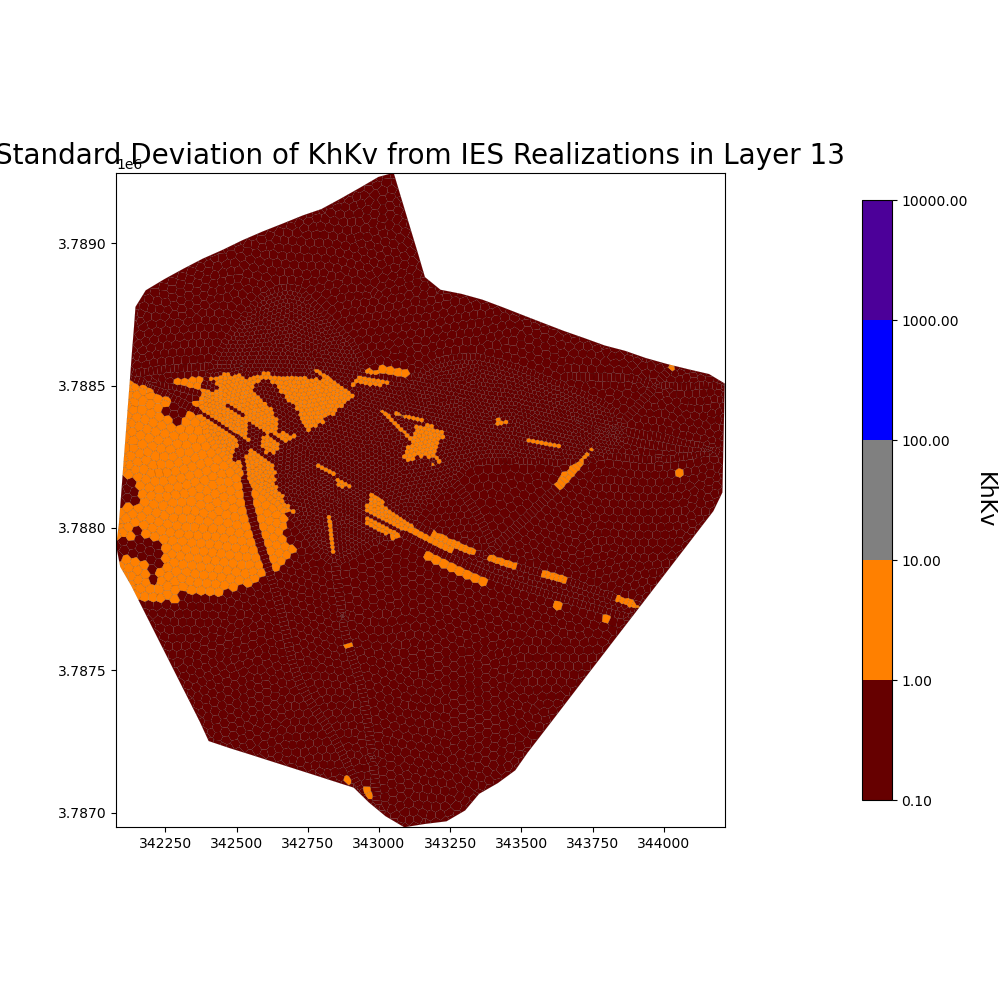 Standard Deviation of KhKv from IES Realizations in Layer 13
1e6
3.7890
3.7885
3.7880
3.7875
3.7870
342250 342500 342750 343000 343250 343500 343750 344000
10000.00
1000.00
100.00
10.00
1.00
0.10
KhKv